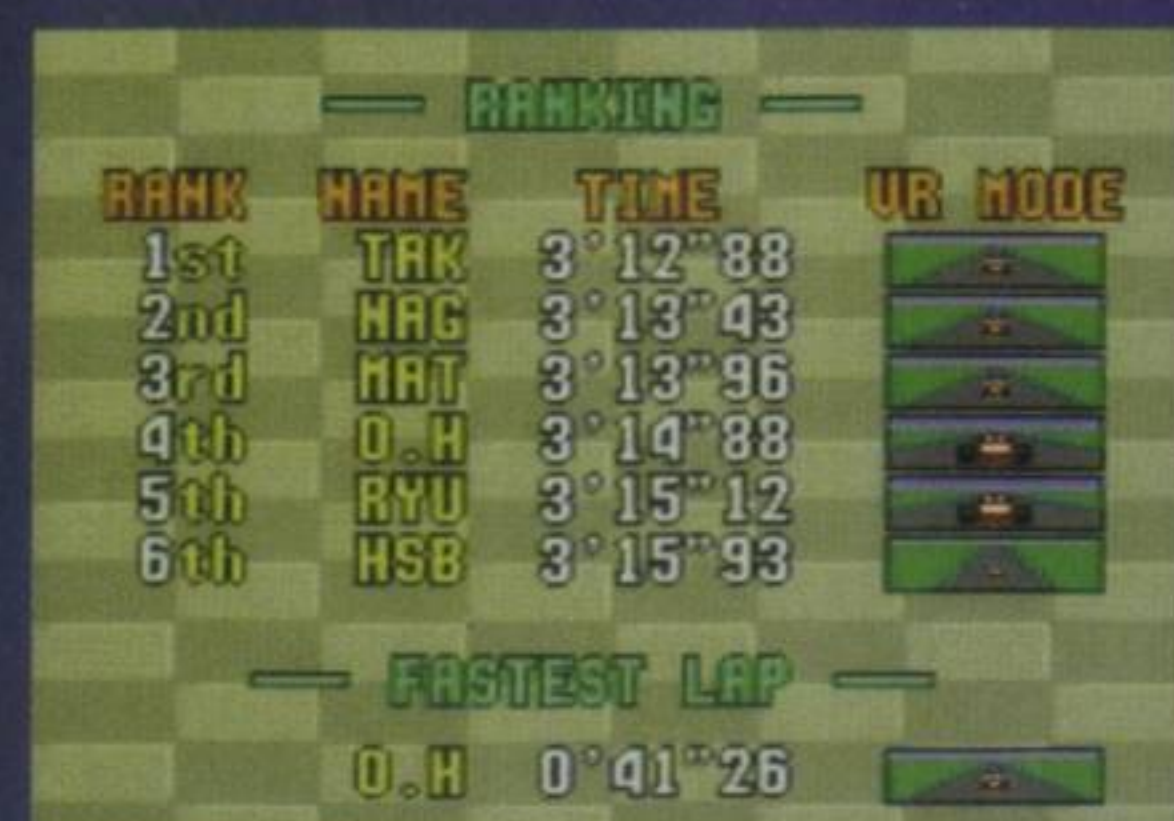 RANKING
RANK NAME TIME VR MODE
1st TAK 3'12"88
2nd NAG 3'13"43
3rd MAT 3'13"96
4th O.H 3'14"88
5th RYU 3'15"12
6th HSB 3'15"93
FASTEST LAP
O.H 0'41"26